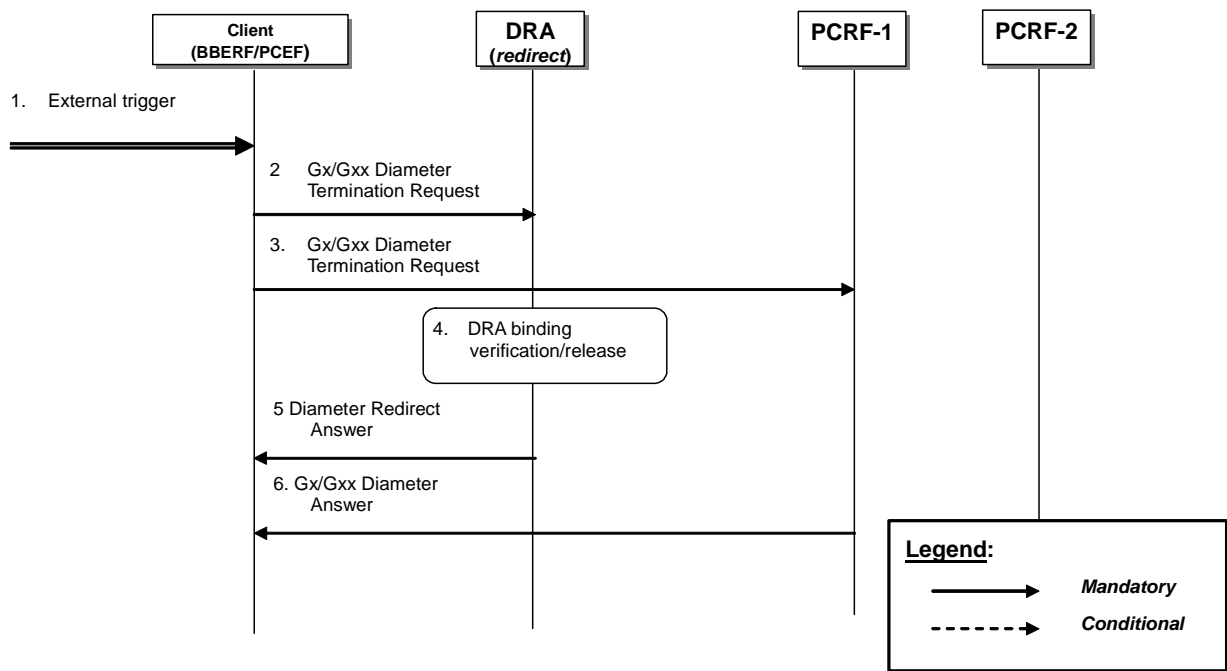 Client
(BBERF/PCEF)
DRA
(redirect)
PCRF-1
PCRF-2
1. External trigger
2 Gx/Gxx Diameter
Termination Request
3. Gx/Gxx Diameter
Termination Request
4. DRA binding
verification/release
5 Diameter Redirect
Answer
6. Gx/Gxx Diameter
Answer
Legend:
Mandatory
Conditional